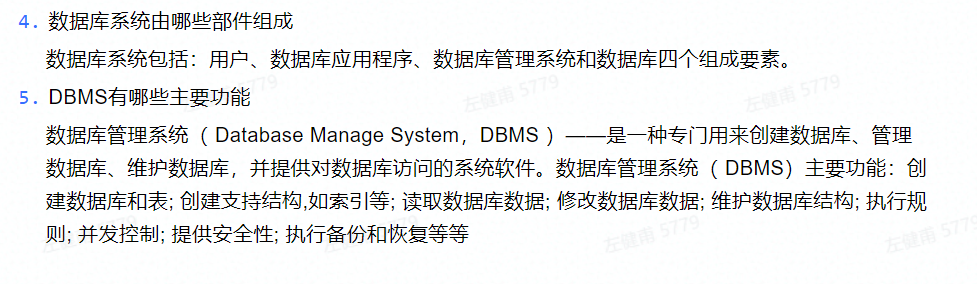 4. 数据库系统由哪些部件组成
数据库系统包括：用户、数据库应用程序、数据库管理系统和数据库四个组成要素。
5. DBMS有哪些主要功能
数据库管理系统（ Database Manage System，DBMS ）——是一种专门用来创建数据库、管理
数据库、维护数据库，并提供对数据库访问的系统软件。数据库管理系统（ DBMS）主要功能：创
建数据库和表; 创建支持结构,如索引等; 读取数据库数据; 修改数据库数据; 维护数据库结构; 执行规
则; 并发控制; 提供安全性; 执行备份和恢复等等
左健甫 5779
左健甫 5779
左健甫 5779
左健甫 5779
左健甫 5779
左健甫 5779